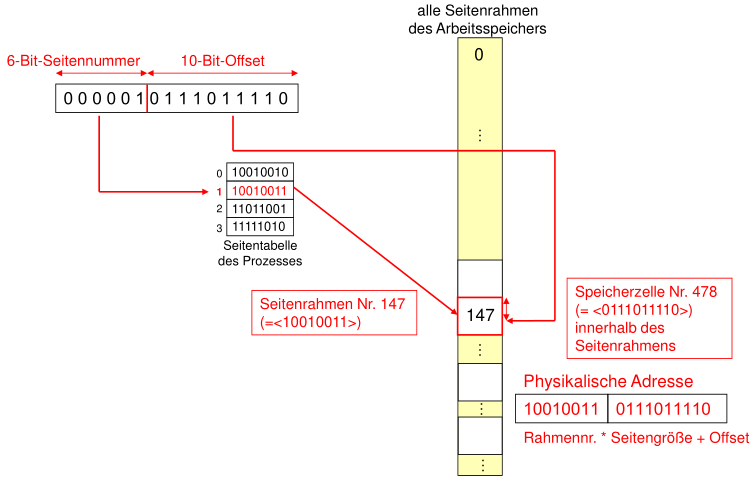 alle Seitenrahmen
des Arbeitsspeichers
6-Bit-Seitennummer
10-Bit-Offset
0 0 0 0 0 1 0 1 1 1 0 1 1 1 1 0
0
...
0 10010010
1 10010011
2 11011001
3 11111010
Seitentabelle
des Prozesses
Seitenrahmen Nr. 147
(=<10010011>)
147
Speicherzelle Nr. 478
(= <0111011110>)
innerhalb des
Seitenrahmens
...
Physikalische Adresse
10010011 0111011110
...
Rahmennr. * Seitengröße + Offset
...